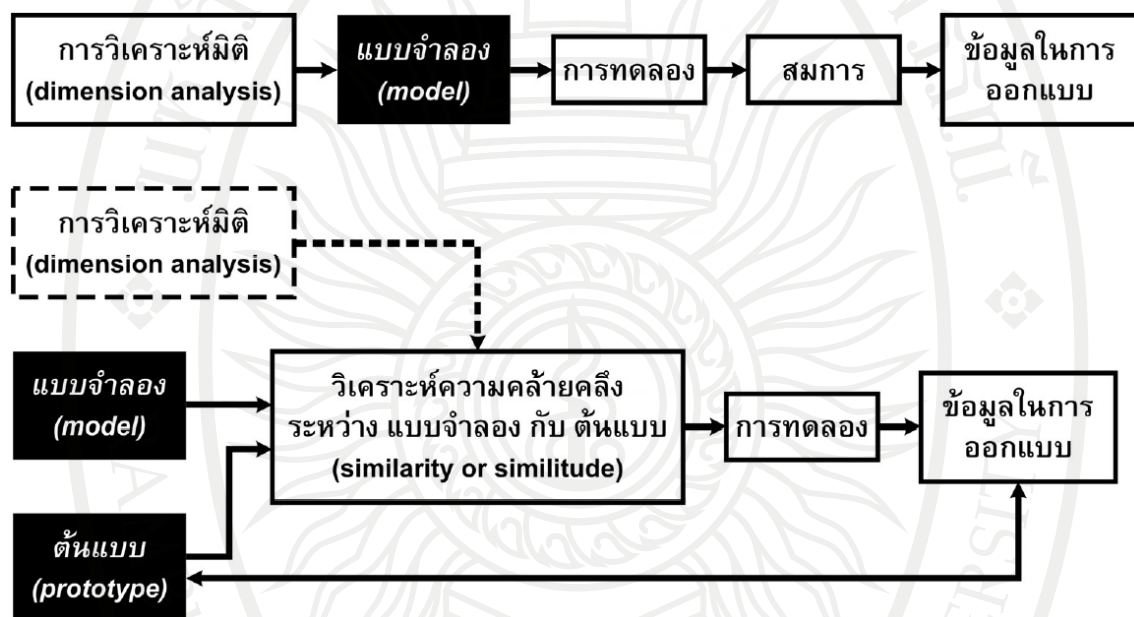 การวิเคราะห์มิติ
(dimension analysis)
แบบจำลอง
(model)
การทดลอง
สมการ
ข้อมูลในการ
ออกแบบ
การวิเคราะห์มิติ
(dimension analysis)
แบบจำลอง
(model)
ต้นแบบ
(prototype)
วิเคราะห์ความคล้ายคลึง
ระหว่าง แบบจำลอง กับ ต้นแบบ
(similarity or similitude)
การทดลอง
ข้อมูลในการ
ออกแบบ